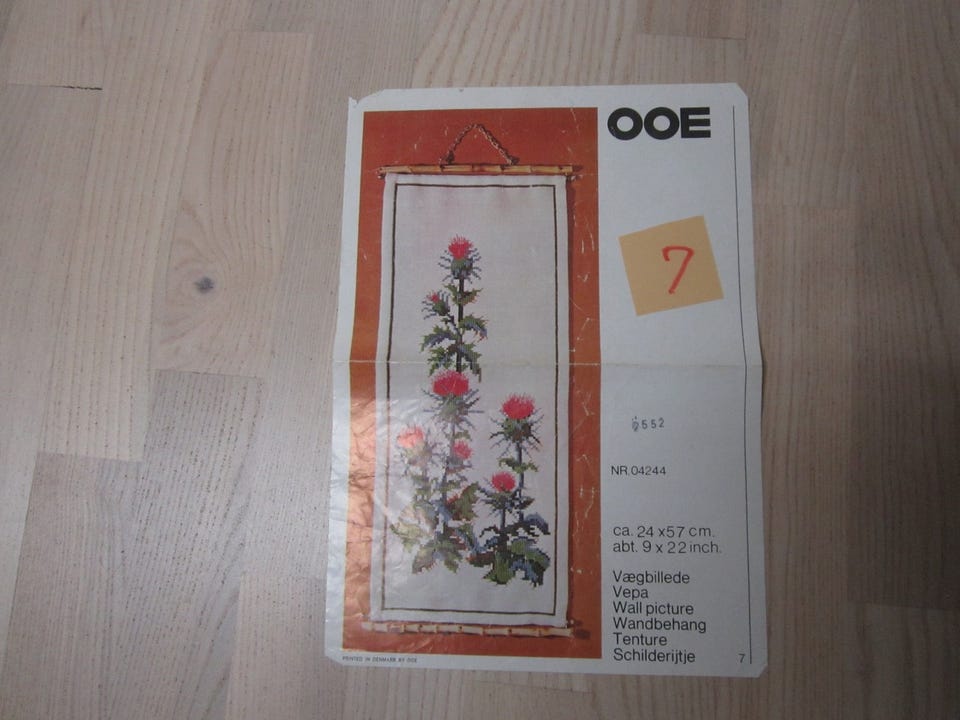 OOE
7
552
NR.04244
ca. 24 x 57 cm.
abt. 9 x 22 inch.
Vægbillede
Vepa
Wall picture
Wandbehang
Tenture
Schilderijtje
7
PRINTED IN DENMARK BY OOE